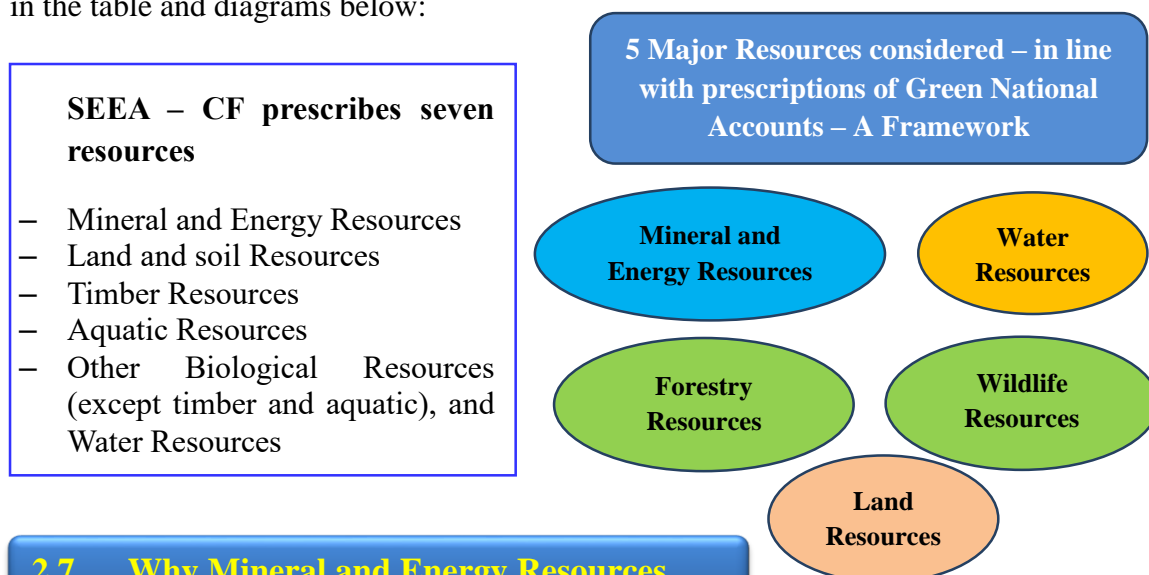 in the table and diagrams below:
SEEA – CF prescribes seven
resources
– Mineral and Energy Resources
– Land and soil Resources
– Timber Resources
– Aquatic Resources
– Other Biological Resources
(except timber and aquatic), and
Water Resources
5 Major Resources considered – in line
with prescriptions of Green National
Accounts – A Framework
Mineral and
Energy Resources
Water
Resources
Forestry
Resources
Wildlife
Resources
Land
Resources
2.7 Why Mineral and Energy Resources